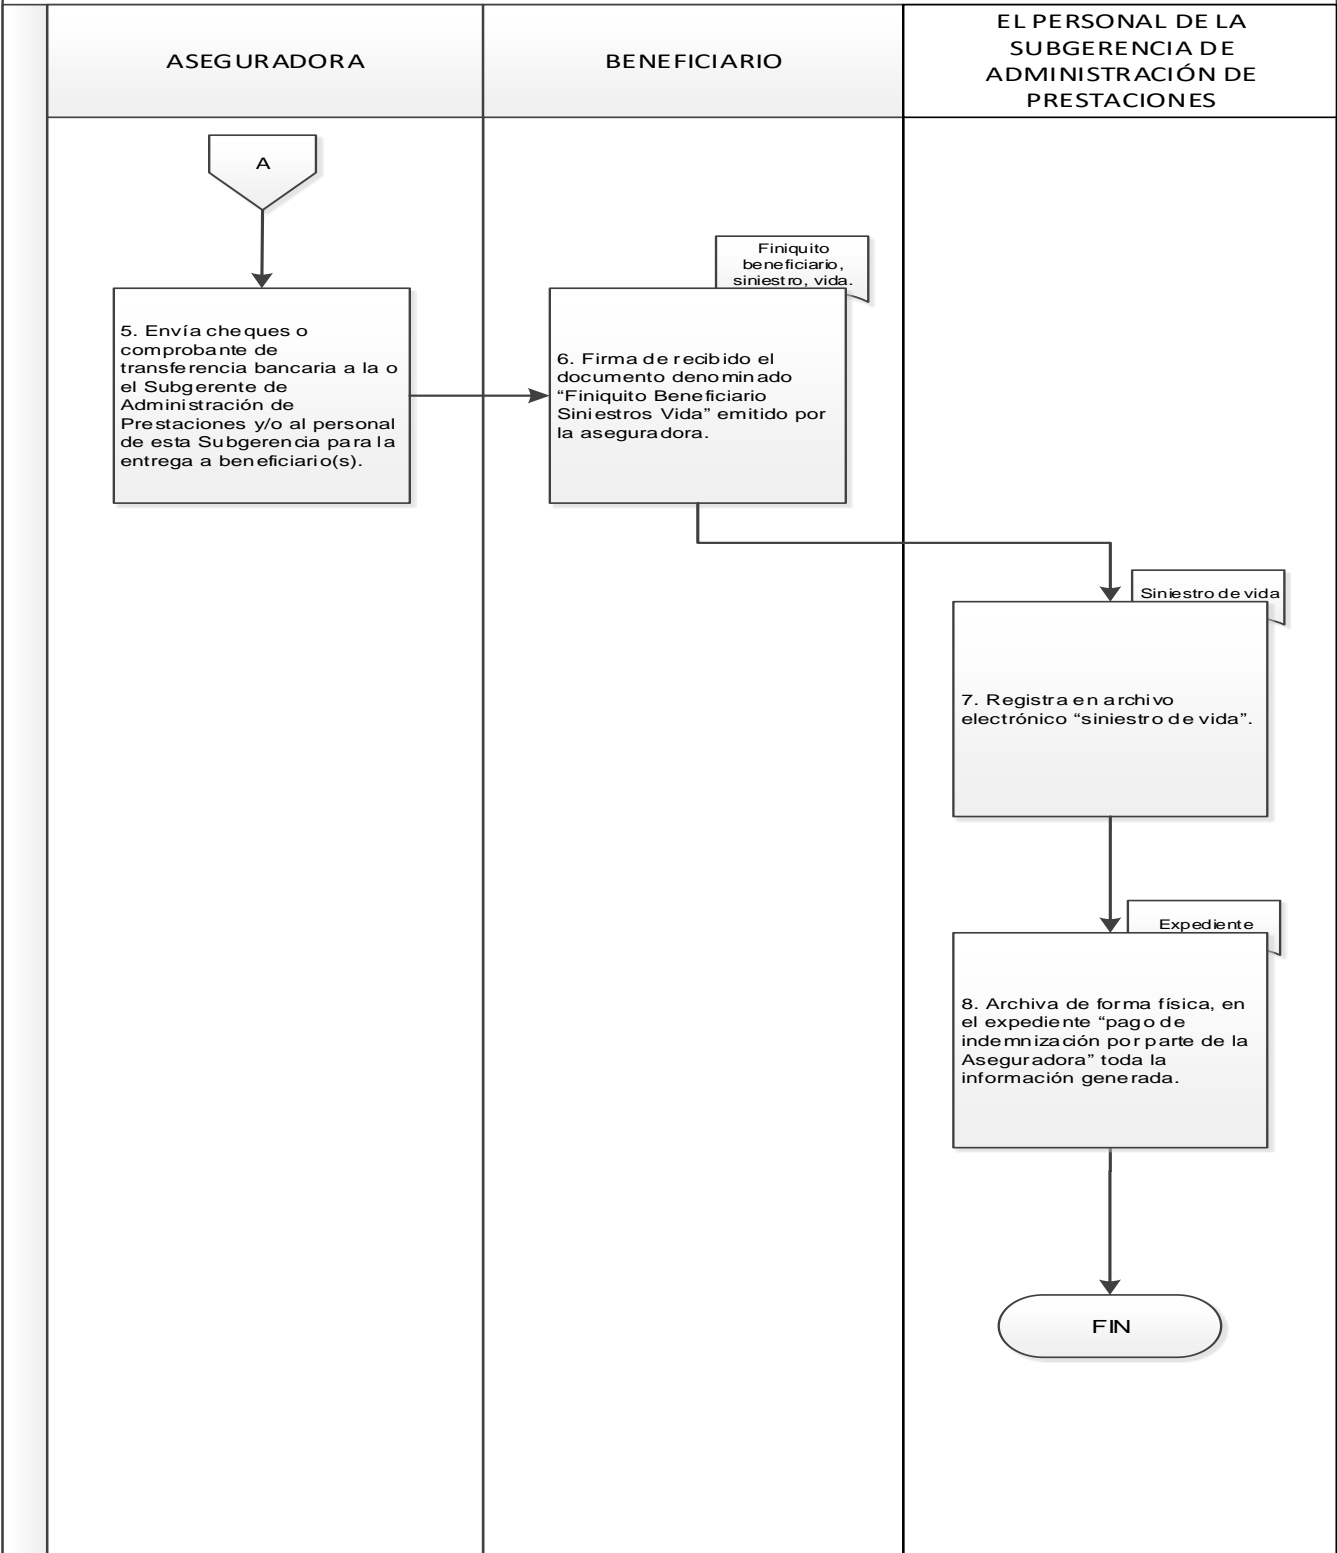 ASEGURADORA
BENEFICIARIO
EL PERSONAL DE LA
SUBGERENCIA DE
ADMINISTRACIÓN DE
PRESTACIONES
A
5. Envía cheques o
comprobante de
transferencia bancaria a la o
el Subgerente de
Administración de
Prestaciones y/o al personal
de esta Subgerencia para la
entrega a beneficiario(s).
Finiquito
beneficiario,
siniestro, vida.
6. Firma de recibido el
documento denominado
“Finiquito Beneficiario
Siniestros Vida” emitido por
la aseguradora.
Siniestro de vida
7. Registra en archivo
electrónico “siniestro de vida”.
Expediente
8. Archiva de forma física, en
el expediente “pago de
indemnización por parte de la
Aseguradora” toda la
información generada.
FIN